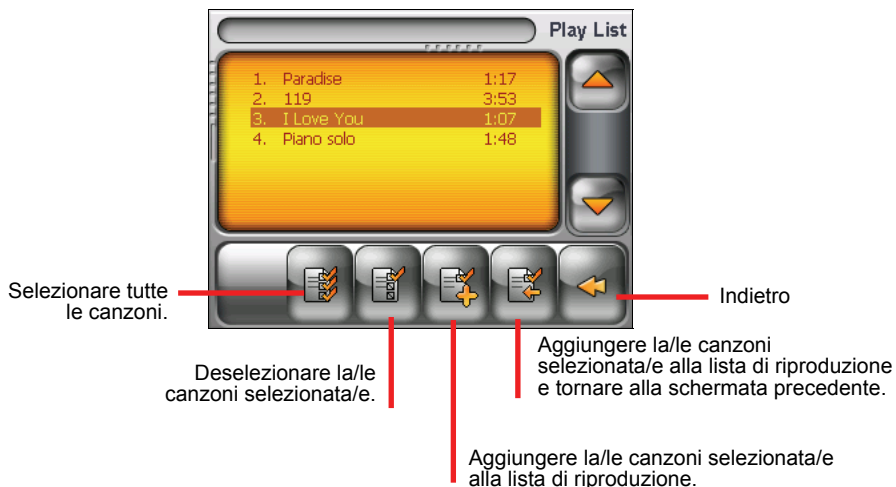 Play List
1. Paradise 1:17
2. 119 3:53
3. I Love You 1:07
4. Piano solo 1:48
Selezionare tutte
le canzoni.
Indietro
Deselezionare la/le
canzoni selezionata/e.
Aggiungere la/le canzoni
selezionata/e alla lista di riproduzione
e tornare alla schermata precedente.
Aggiungere la/le canzoni selezionata/e
alla lista di riproduzione.